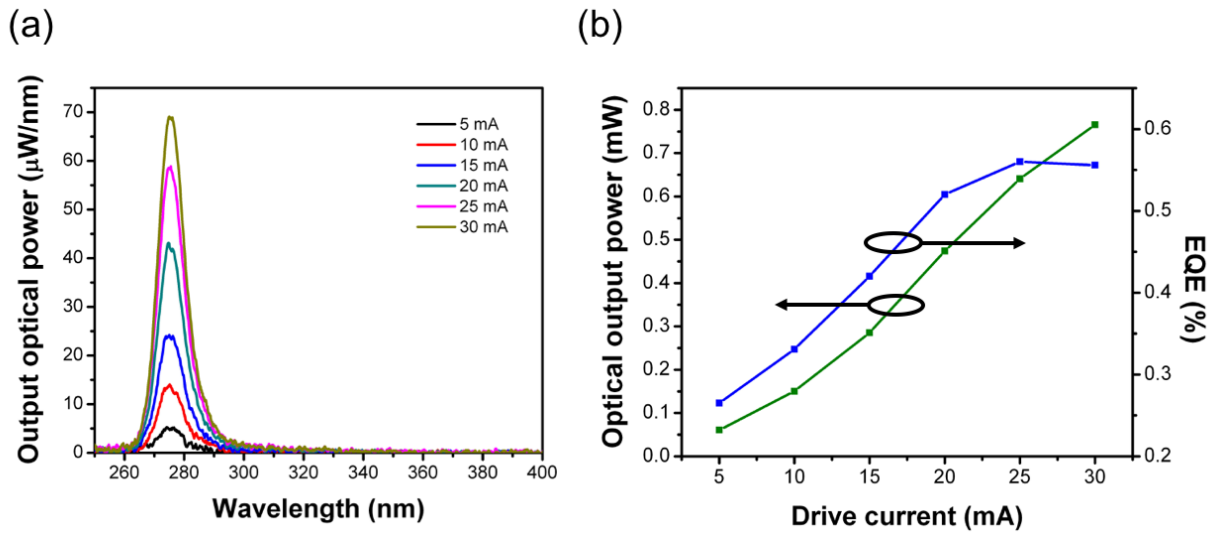 (a)
Output optical power (μW/nm)
70
60
50
40
30
20
10
0
260 280 300 320 340 360 380 400
Wavelength (nm)
5 mA
10 mA
15 mA
20 mA
25 mA
30 mA
(b)
Optical output power (mW)
0.8
0.7
0.6
0.5
0.4
0.3
0.2
0.1
0.0
5 10 15 20 25 30
Drive current (mA)
0.6
0.5
0.4
0.3
0.2
EQE (%)